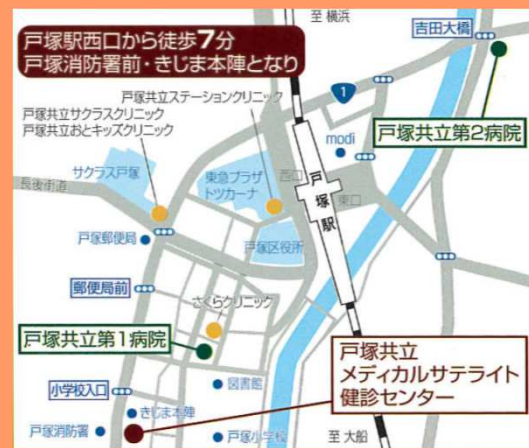 至 横浜
吉田大橋
戸塚駅西口から徒歩7分
戸塚消防署前・きじま本陣となり
戸塚共立ステーションクリニック
1
戸塚共立サクラスクリニック
戸塚共立おとキッズクリニック
modi
戸塚共立第2病院
サクラス戸塚
東急プラザ
トツカーナ
西口
戸塚駅
東口
長後街道
戸塚郵便局
戸塚区役所
郵便局前
さくらクリニック
戸塚共立第1病院
戸塚共立
メディカルサテライト
健診センター
小学校入口
図書館
きじま本陣
戸塚消防署
戸塚小学校
至 大船